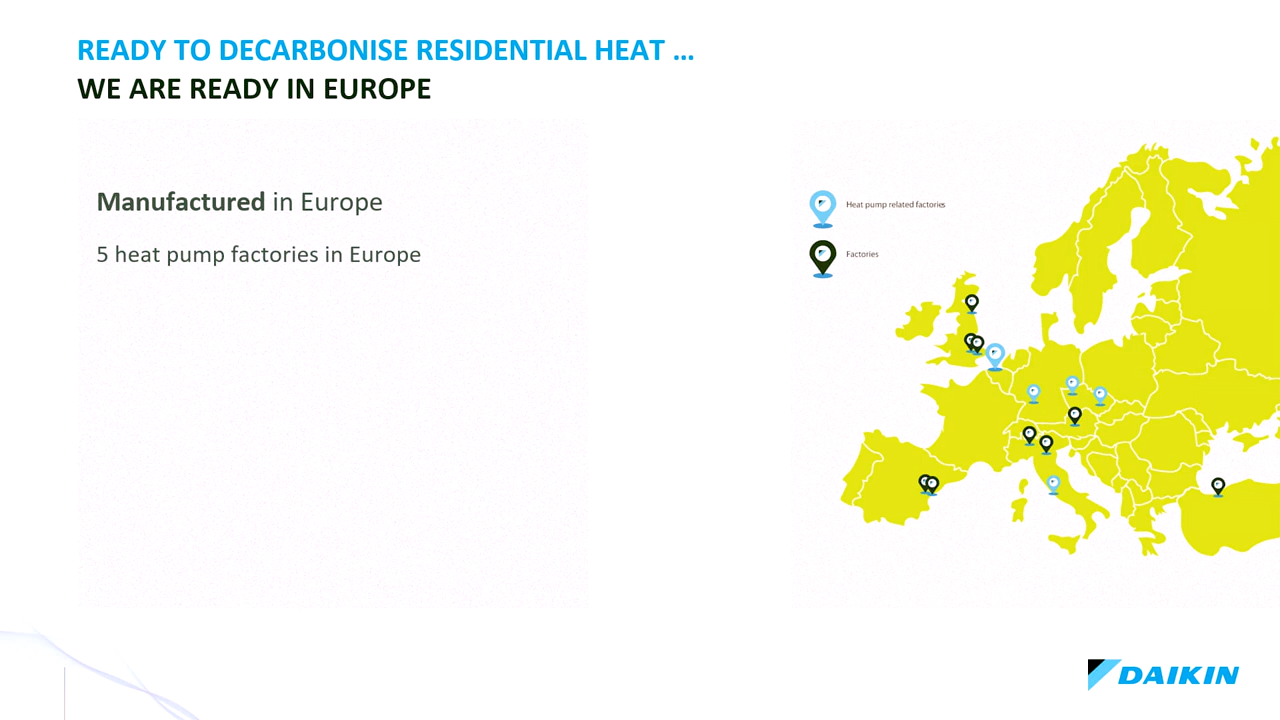 READY TO DECARBONISE RESIDENTIAL HEAT ...
WE ARE READY IN EUROPE
Manufactured in Europe
5 heat pump factories in Europe
Heat pump related factories
Factories
DAIKIN